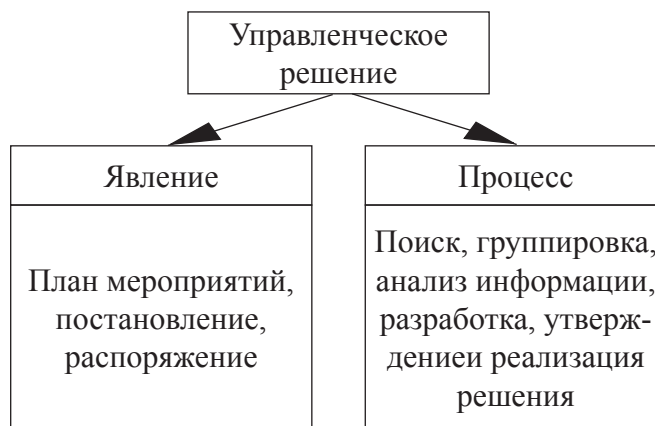 Управленческое
решение
Явление
План мероприятий,
постановление,
распоряжение
Процесс
Поиск, группировка,
анализ информации,
разработка, утверж-
дениеи реализация
решения